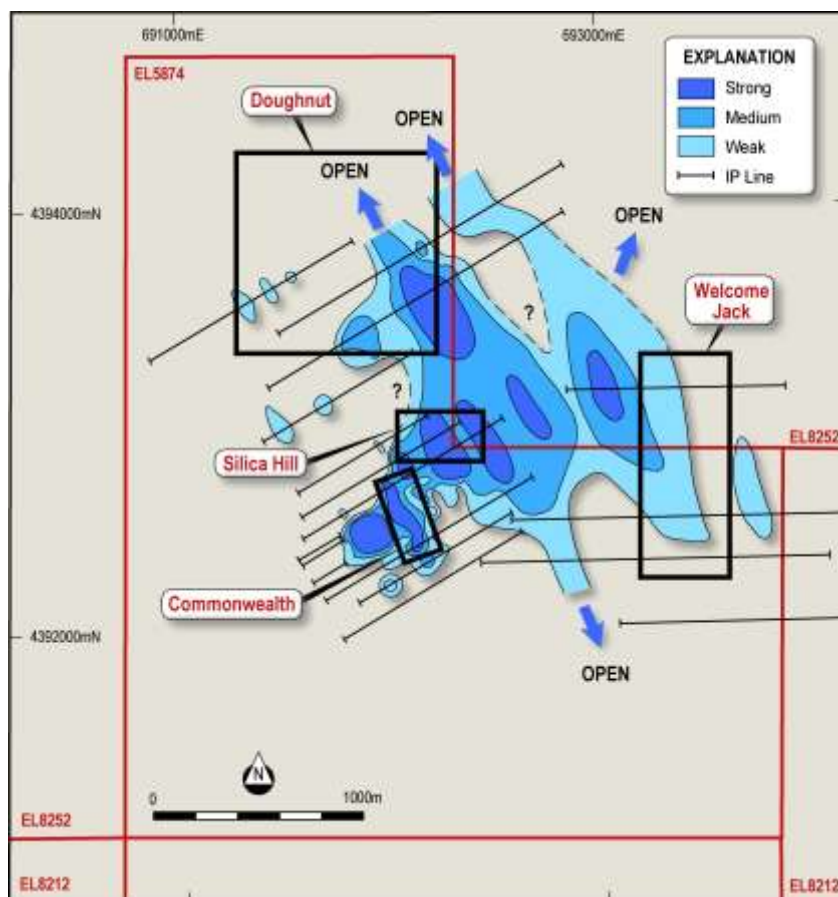 691000mE
693000mE
EL5874
EXPLANATION
Strong
Medium
Weak
IP Line
Doughnut
OPEN
OPEN
4394000mN
OPEN
Welcome
Jack
?
?
EL8252
Silica Hill
Commonwealth
4392000mN
OPEN
N
0
1000m
EL8252
EL8212
EL8212